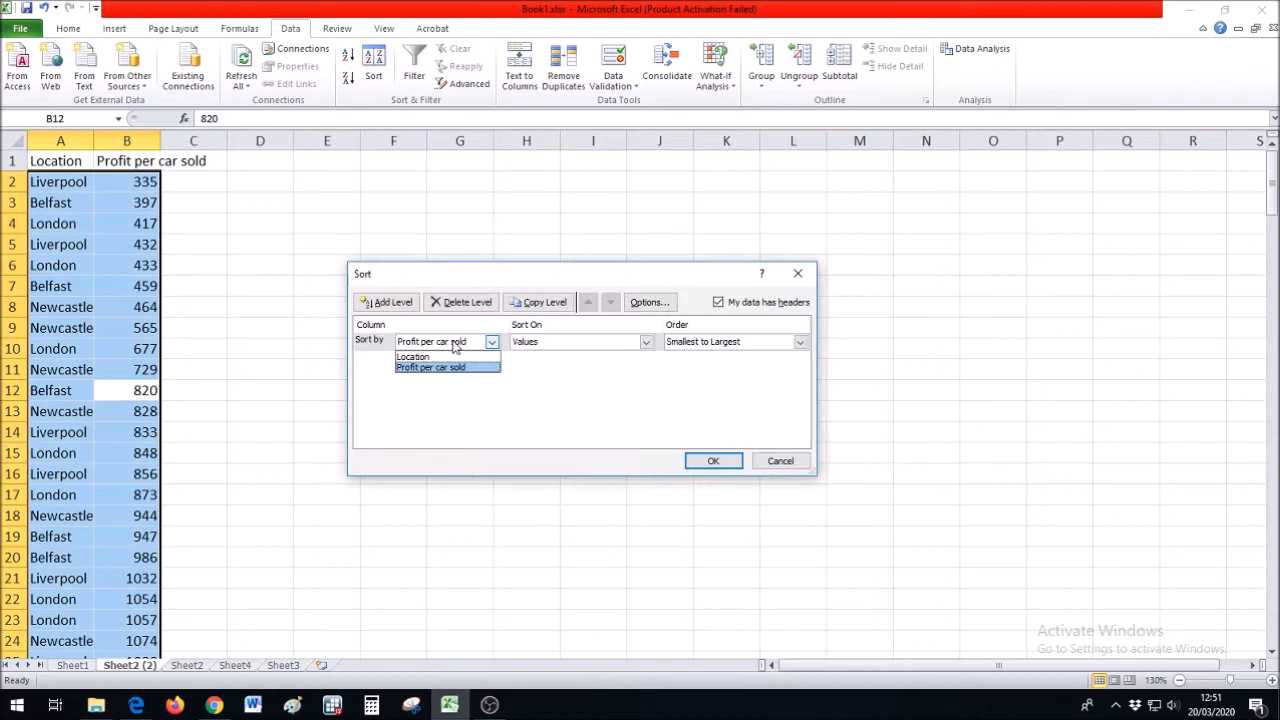 Book1.xlsx - Microsoft Excel (Product Activation Failed)
File Home Insert Page Layout Formulas Data Review View Acrobat
From Access From Web From Text From Other Sources Existing Connections
Get External Data
Refresh All Connections Properties Edit Links
Connections
Sort Filter Clear Reapply Advanced
Sort & Filter
Text to Columns Remove Duplicates Data Validation Consolidate What-If Analysis
Data Tools
Group Ungroup Subtotal Show Detail Hide Detail
Outline
Data Analysis
Analysis
B12 fx 820
A B C D E F G H I J K L M N O P Q R S
1 Location Profit per car sold
2 Liverpool 335
3 Belfast 397
4 London 417
5 Liverpool 432
6 London 433
7 Belfast 459
8 Newcastle 464
9 Newcastle 565
10 London 677
11 Newcastle 729
12 Belfast 820
13 Newcastle 828
14 Liverpool 833
15 London 848
16 Liverpool 856
17 London 873
18 Newcastle 944
19 Belfast 947
20 Belfast 986
21 Liverpool 1032
22 London 1054
23 London 1057
24 Newcastle 1074
Sort ?
Add Level Delete Level Copy Level Options... My data has headers
Column Sort On Order
Sort by Profit per car sold Values Smallest to Largest
Location
Profit per car sold
OK Cancel
Activate Windows
Go to Settings to activate Windows.
Sheet1 Sheet2 (2) Sheet2 Sheet4 Sheet3
Ready 130%
12:51
20/03/2020